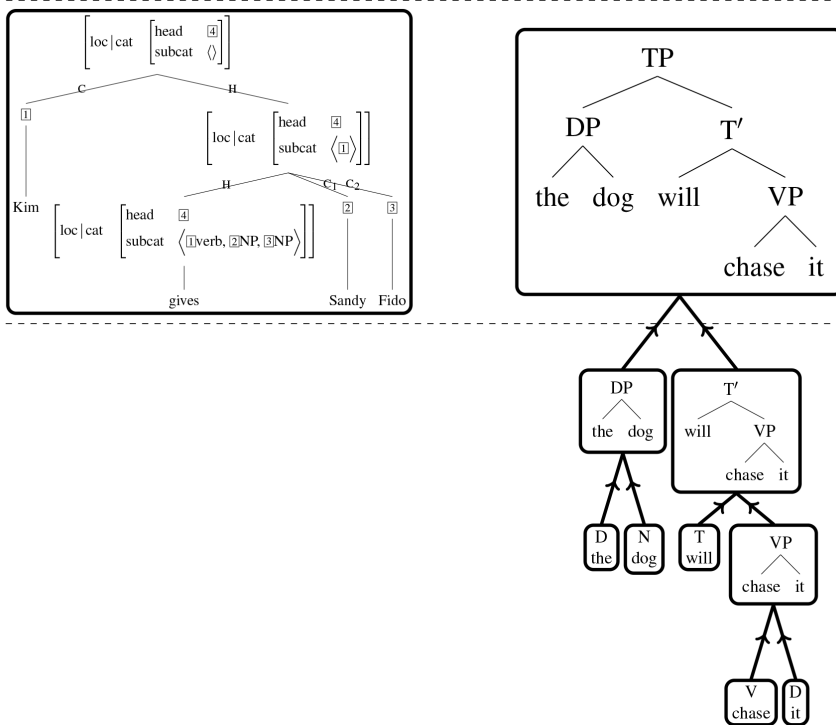 loc|cat [head 4
subcat ⟨⟩]
C H
1
loc|cat [head 4
subcat ⟨1⟩]
H C1 C2
Kim
loc|cat [head 4
subcat ⟨1verb, 2NP, 3NP⟩]
2 3
gives Sandy Fido
TP
DP T′
the dog will VP
chase it
DP
the dog
T′
will VP
chase it
D
the
N
dog
T
will
VP
chase it
V
chase
D
it